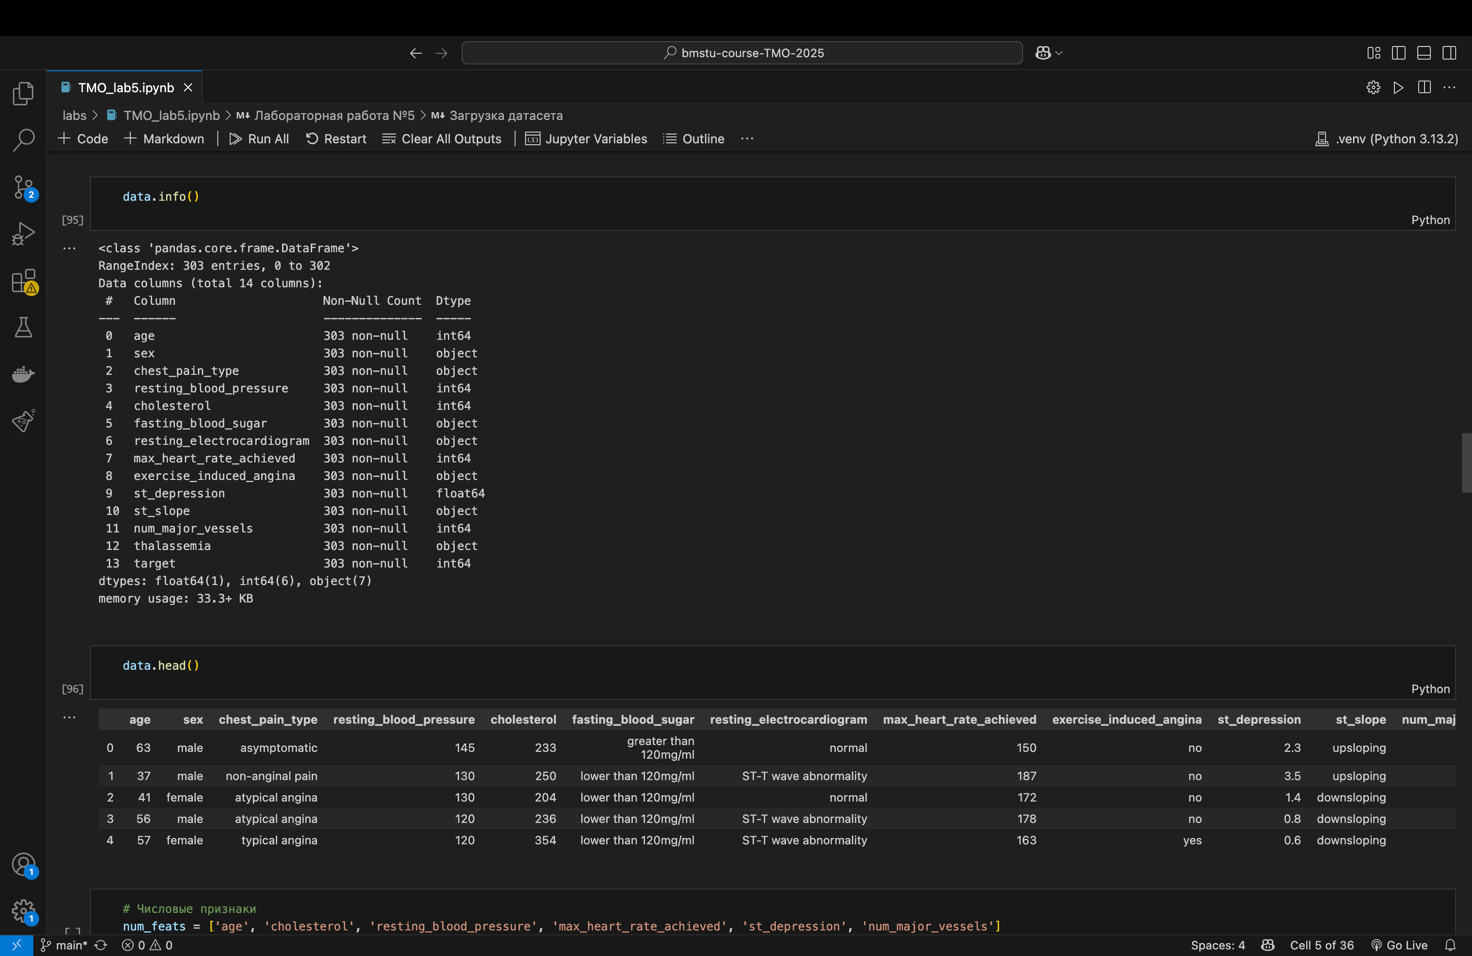 bmstu-course-TMO-2025
TMO_lab5.ipynb
labs > TMO_lab5.ipynb > M↓ Лабораторная работа №5 > M↓ Загрузка датасета
+ Code + Markdown Run All Restart Clear All Outputs Jupyter Variables Outline ... .venv (Python 3.13.2)
2
data.info()
[95]
Python
<class 'pandas.core.frame.DataFrame'>
RangeIndex: 303 entries, 0 to 302
Data columns (total 14 columns):
# Column Non-Null Count Dtype
--- ------ -------------- -----
0 age 303 non-null int64
1 sex 303 non-null object
2 chest_pain_type 303 non-null object
3 resting_blood_pressure 303 non-null int64
4 cholesterol 303 non-null int64
5 fasting_blood_sugar 303 non-null object
6 resting_electrocardiogram 303 non-null object
7 max_heart_rate_achieved 303 non-null int64
8 exercise_induced_angina 303 non-null object
9 st_depression 303 non-null float64
10 st_slope 303 non-null object
11 num_major_vessels 303 non-null int64
12 thalassemia 303 non-null object
13 target 303 non-null int64
dtypes: float64(1), int64(6), object(7)
memory usage: 33.3+ KB
data.head()
[96]
Python
age sex chest_pain_type resting_blood_pressure cholesterol fasting_blood_sugar resting_electrocardiogram max_heart_rate_achieved exercise_induced_angina st_depression st_slope num_maj
0 63 male asymptomatic 145 233 greater than 120mg/ml normal 150 no 2.3 upsloping
1 37 male non-anginal pain 130 250 lower than 120mg/ml ST-T wave abnormality 187 no 3.5 upsloping
2 41 female atypical angina 130 204 lower than 120mg/ml normal 172 no 1.4 downsloping
3 56 male atypical angina 120 236 lower than 120mg/ml ST-T wave abnormality 178 no 0.8 downsloping
4 57 female typical angina 120 354 lower than 120mg/ml ST-T wave abnormality 163 yes 0.6 downsloping
1
# Числовые признаки
num_feats = ['age', 'cholesterol', 'resting_blood_pressure', 'max_heart_rate_achieved', 'st_depression', 'num_major_vessels']
1
[ ]
main* 0 0 Spaces: 4 Cell 5 of 36 Go Live